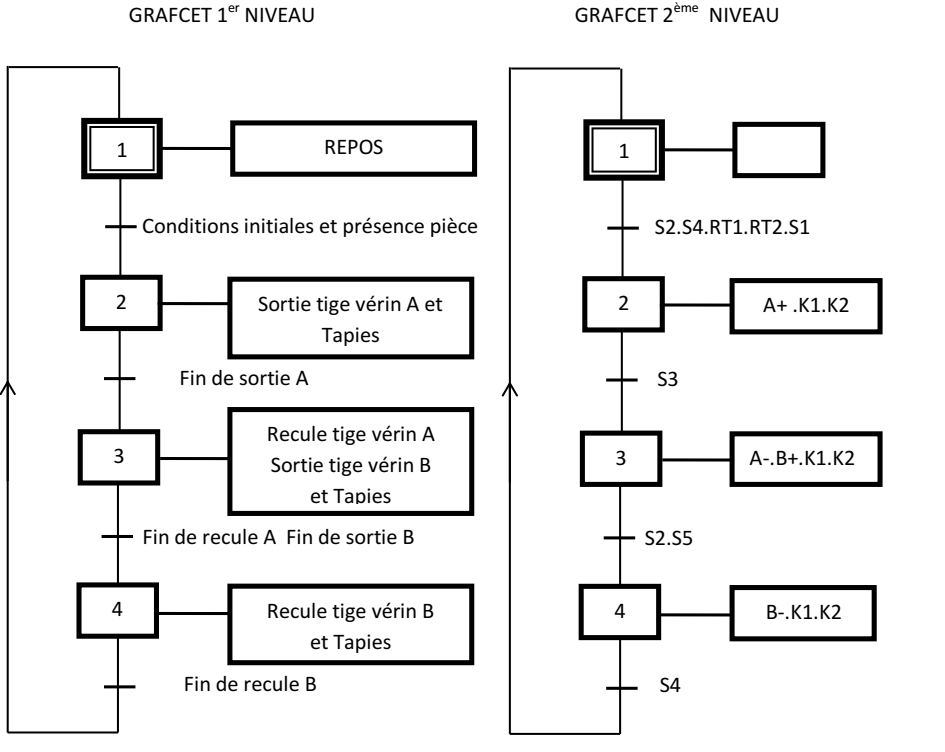 GRAFCET 1er NIVEAU
1
REPOS
Conditions initiales et présence pièce
2
Sortie tige vérin A et
Tapies
Fin de sortie A
3
Recule tige vérin A
Sortie tige vérin B
et Tapies
Fin de recule A Fin de sortie B
4
Recule tige vérin B
et Tapies
Fin de recule B
GRAFCET 2ème NIVEAU
1
S2.S4.RT1.RT2.S1
2
A+ .K1.K2
S3
3
A-.B+.K1.K2
S2.S5
4
B-.K1.K2
S4